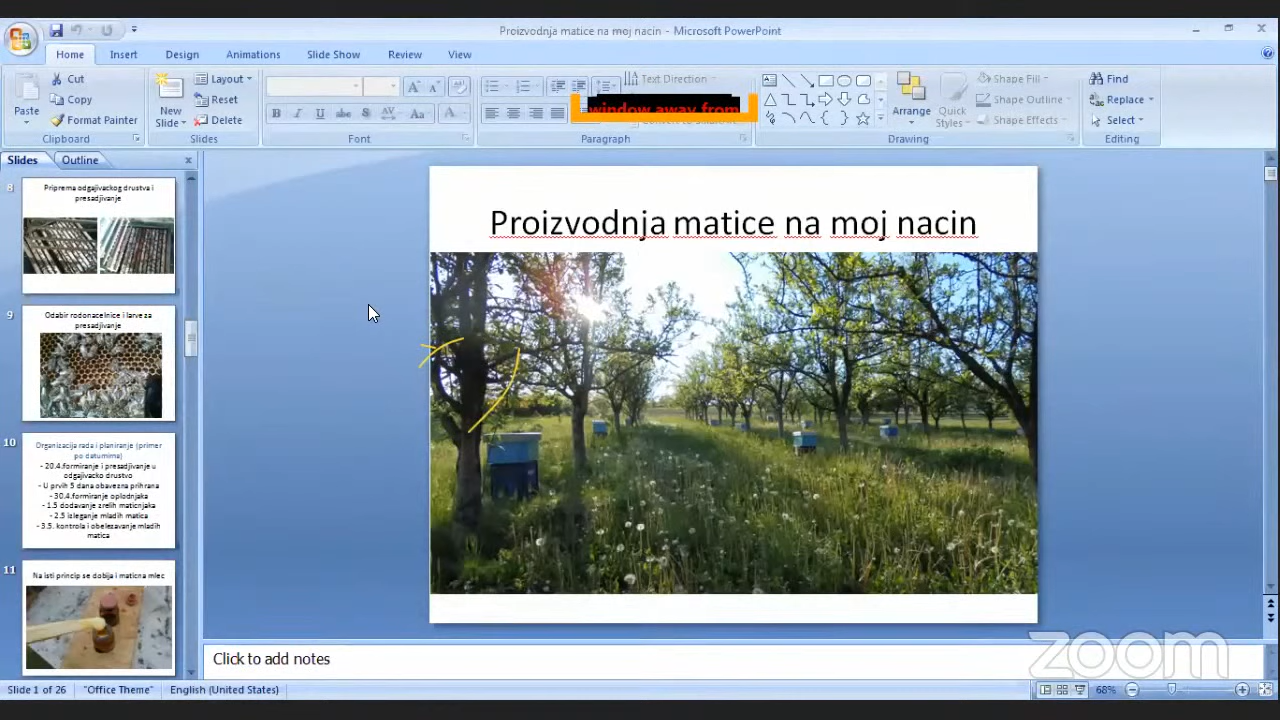 Proizvodnja matice na moj nacin - Microsoft PowerPoint
Home Insert Design Animations Slide Show Review View
Paste
Cut
Copy
Format Painter
Clipboard
New Slide
Layout
Reset
Delete
Slides
B I U abe S AV Aa A
Font
Text Direction
window away from
Paragraph
Arrange
Quick Styles
Shape Fill
Shape Outline
Shape Effects
Drawing
Find
Replace
Select
Editing
Slides Outline
8
Priprema odgajivackog drustva i
presadjivanje
9
Odabir rodonacelnice i larve za
presadjivanje
10
Organizacija rada i planiranje (primer
po datumima)
- 20.4.formiranje i presadjivanje u
odgajivacko drustvo
- U prvih 5 dana obavezna prihrana
- 30.4.formiranje oplodnjaka
- 1.5 dodavanje zrelih maticnjaka
- 2.5 izleganje mladih matica
- 3.5. kontrola i obelezavanje mladih
matica
11
Na isti princip se dobija i maticna mlec
Proizvodnja matice na moj nacin
Click to add notes
zoom
Slide 1 of 26 "Office Theme" English (United States) 68%